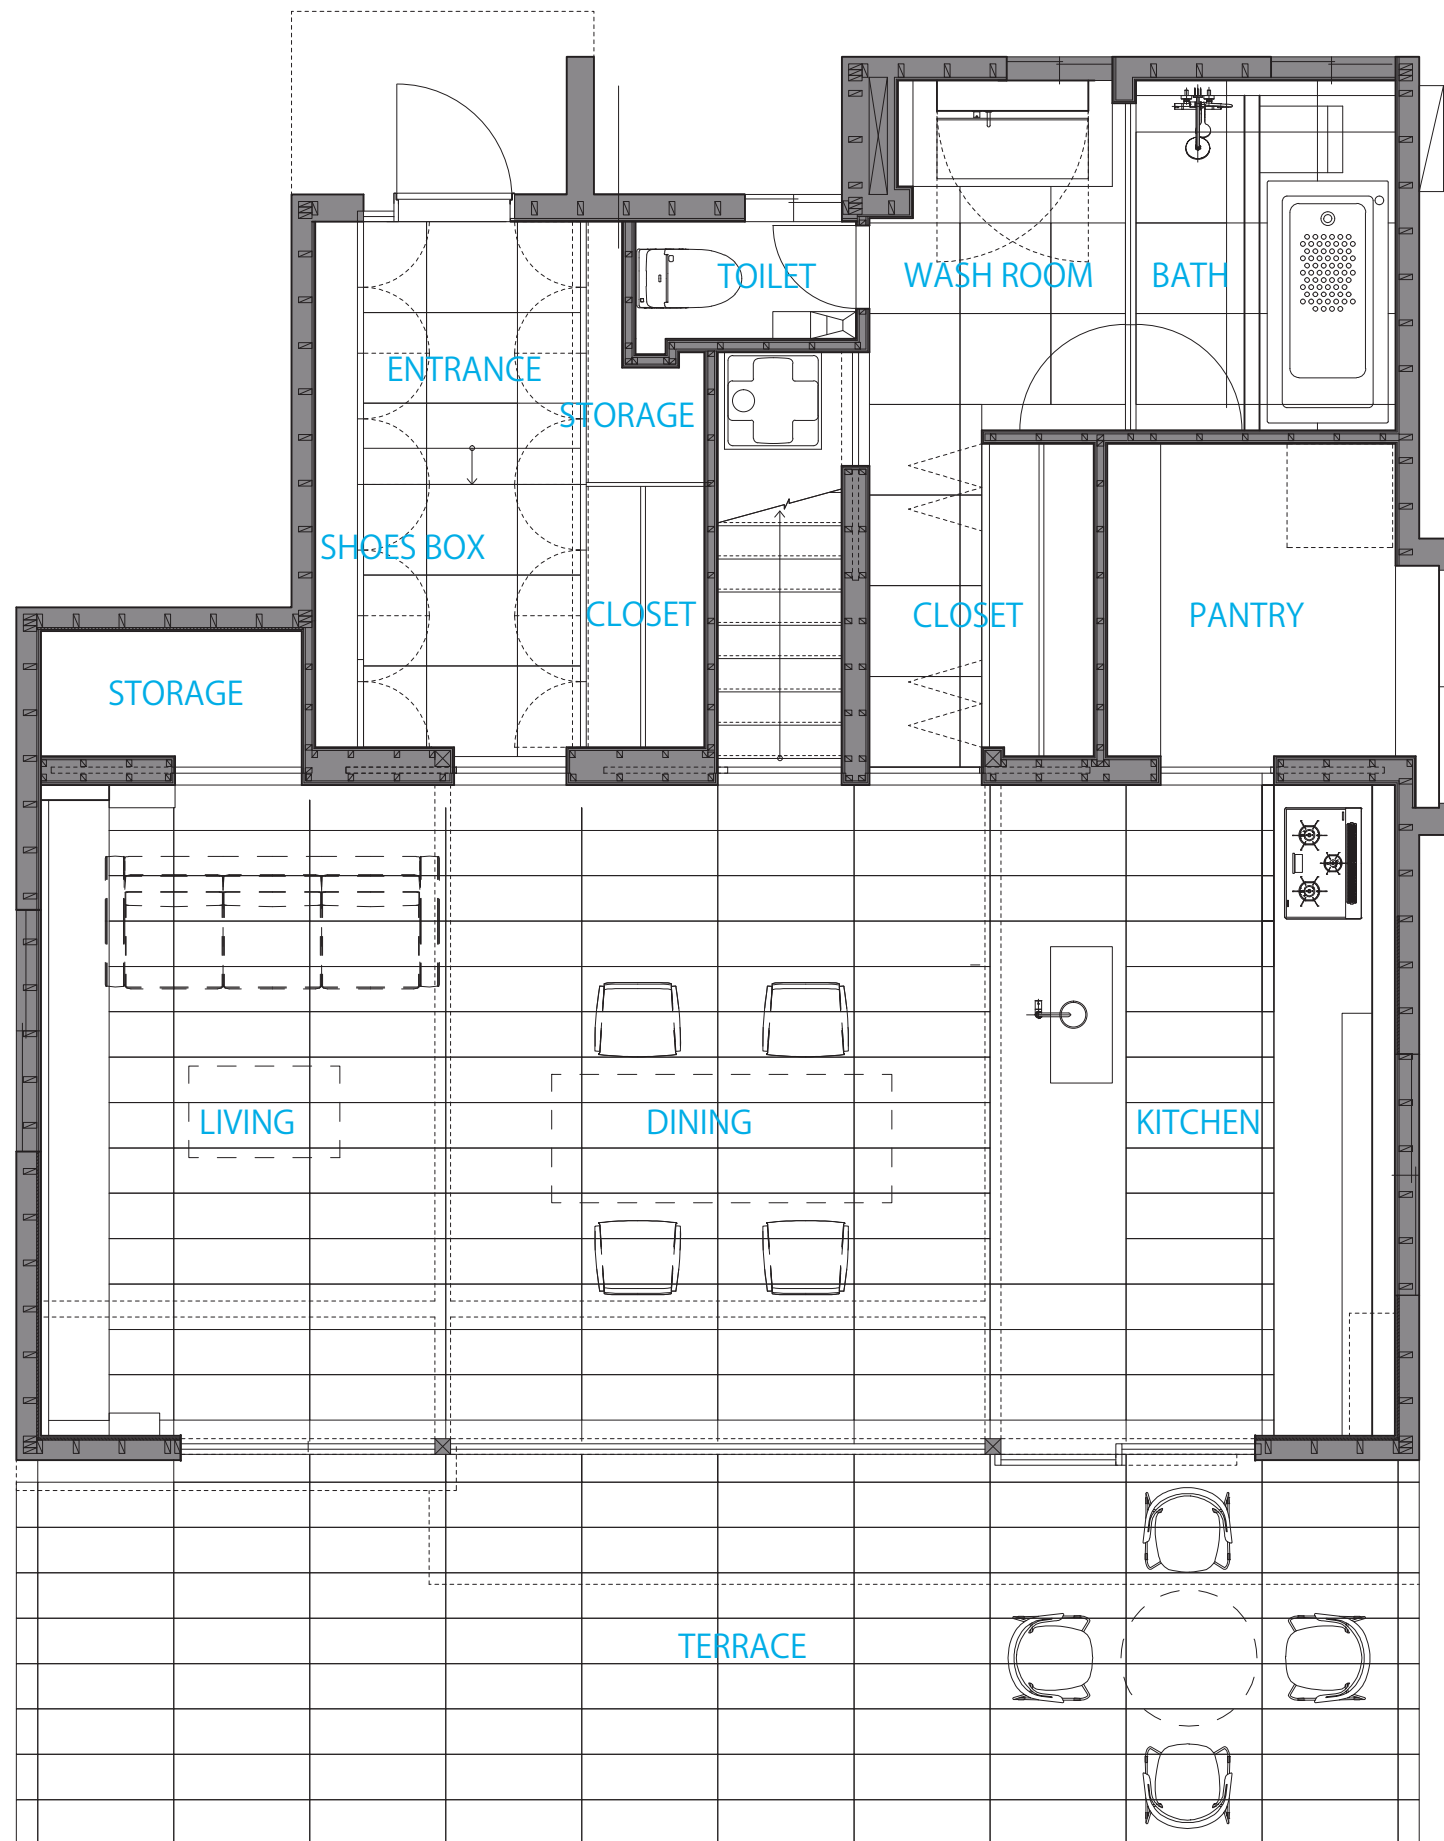 TOILET
WASH ROOM
BATH
ENTRANCE
STORAGE
SHOES BOX
CLOSET
CLOSET
PANTRY
STORAGE
LIVING
DINING
KITCHEN
TERRACE